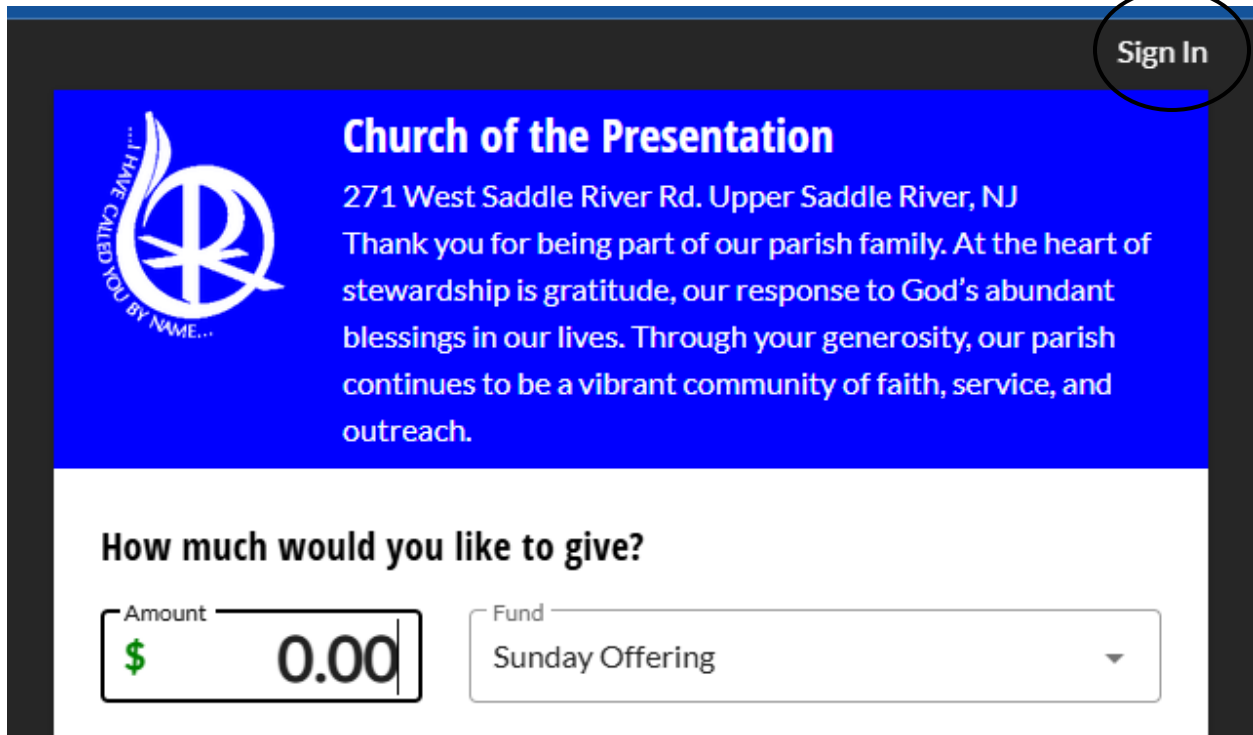 Sign In
...I HAVE CALLED YOU BY NAME...
Church of the Presentation
271 West Saddle River Rd. Upper Saddle River, NJ
Thank you for being part of our parish family. At the heart of
stewardship is gratitude, our response to God’s abundant
blessings in our lives. Through your generosity, our parish
continues to be a vibrant community of faith, service, and
outreach.
How much would you like to give?
Amount
$ 0.00
Fund
Sunday Offering